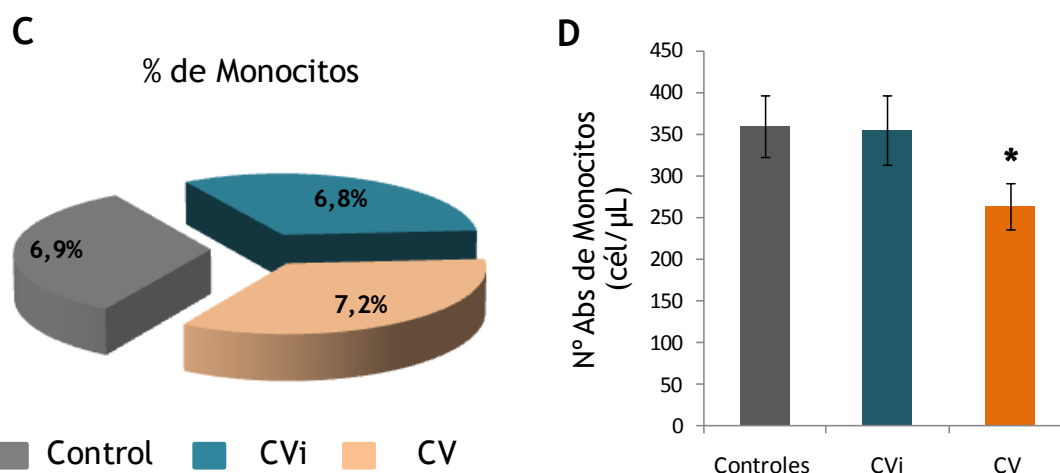 C
% de Monocitos
6,8%
6,9%
7,2%
Control CVi CV
D
Nº Abs de Monocitos
(cél/µL)
450
400
350
300
250
200
150
100
50
0
*
Controles CVi CV